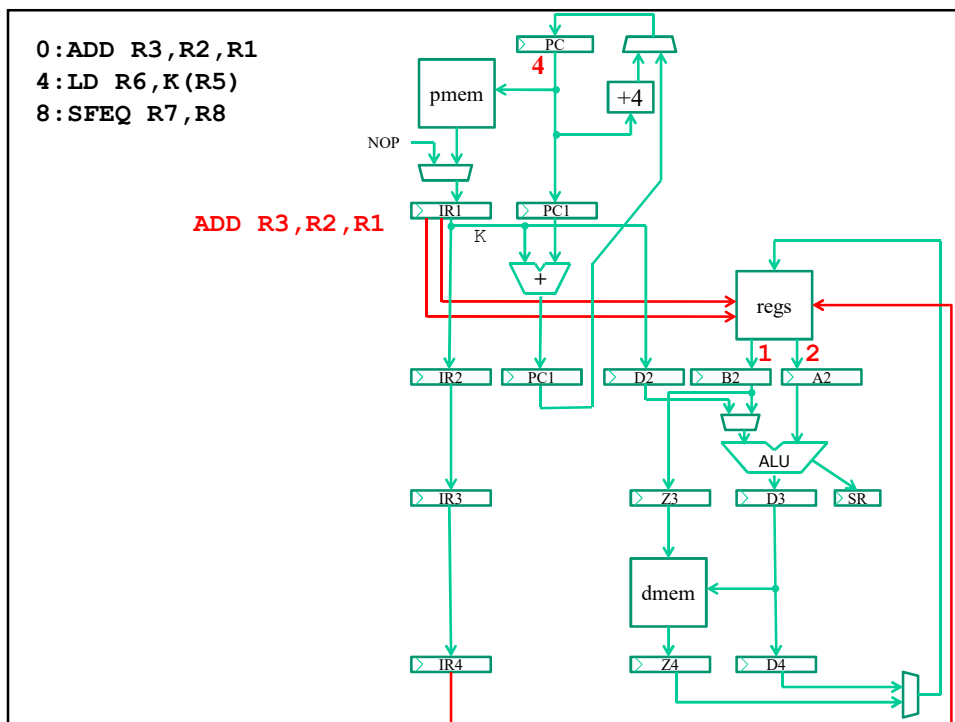 0:ADD R3,R2,R1
4:LD R6,K(R5)
8:SFEQ R7,R8
PC
4
pmem
+4
NOP
IR1
PC1
ADD R3,R2,R1
K
+
regs
1
2
IR2
PC1
D2
B2
A2
ALU
IR3
Z3
D3
SR
dmem
IR4
Z4
D4